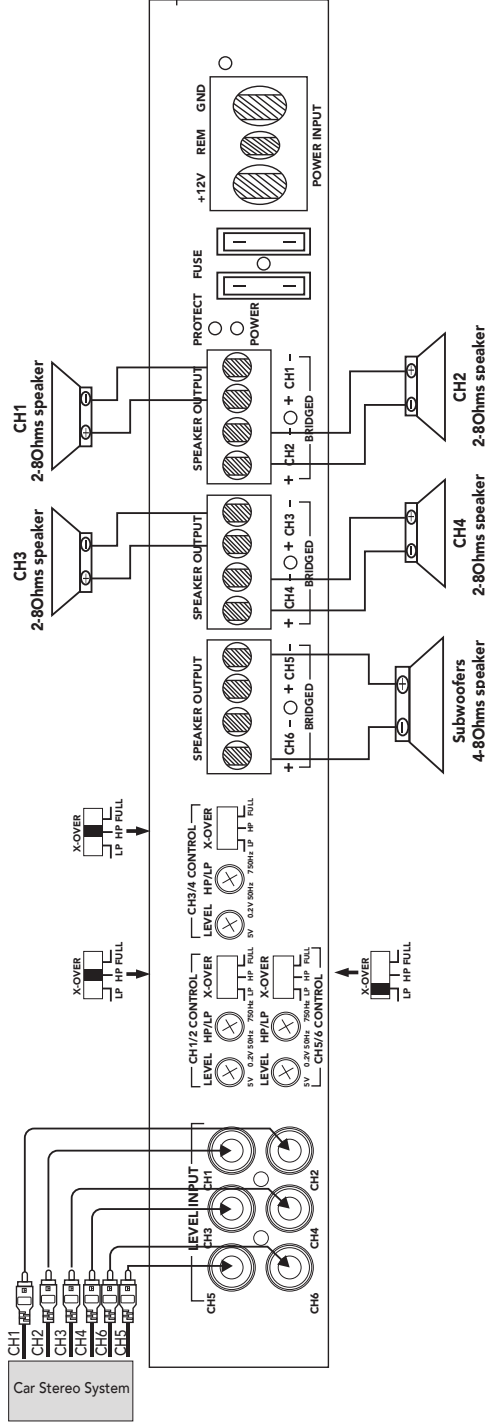 Car Stereo System
CH1
CH2
CH3
CH4
CH6
CH5
LEVEL INPUT
CH5
CH3
CH1
CH6
CH4
CH2
X-OVER
LP HP FULL
X-OVER
LP HP FULL
X-OVER
LP HP FULL
CH1/2 CONTROL
LEVEL HP/LP X-OVER
5V 0.2V 50Hz 750Hz LP HP FULL
CH3/4 CONTROL
LEVEL HP/LP X-OVER
5V 0.2V 50Hz 750Hz LP HP FULL
LEVEL HP/LP X-OVER
5V 0.2V 50Hz 750Hz LP HP FULL
CH5/6 CONTROL
SPEAKER OUTPUT
+ CH6 - + CH5 -
BRIDGED
Subwoofers
4-8Ohms speaker
CH3
2-8Ohms speaker
SPEAKER OUTPUT
+ CH4 - + CH3 -
BRIDGED
CH4
2-8Ohms speaker
CH1
2-8Ohms speaker
SPEAKER OUTPUT
+ CH2 - + CH1 -
BRIDGED
CH2
2-8Ohms speaker
PROTECT
POWER
FUSE
+12V REM GND
POWER INPUT